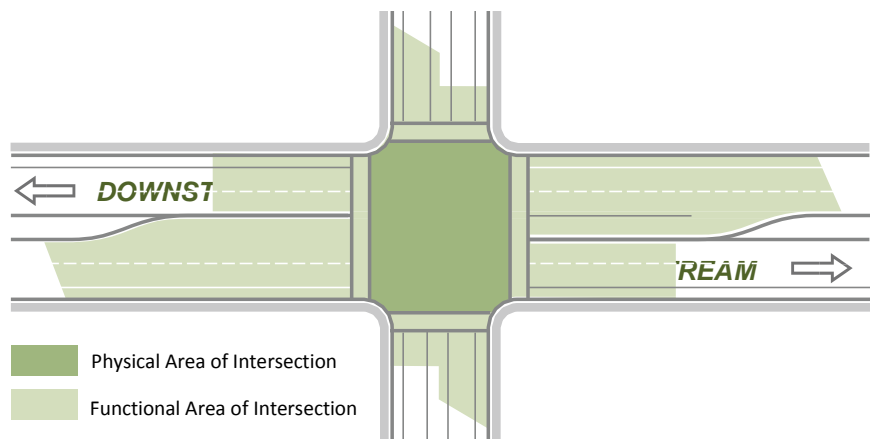 DOWNST
REAM
Physical Area of Intersection
Functional Area of Intersection